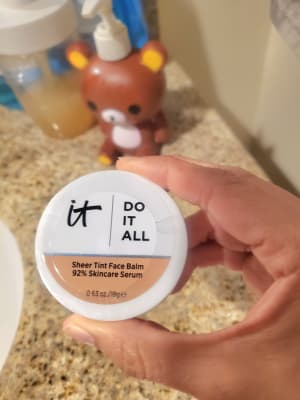 it
DO
IT
ALL
Sheer Tint Face Balm
92% Skincare Serum
0.63 oz./18g e